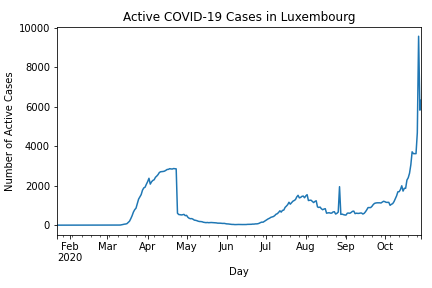 Active COVID-19 Cases in Luxembourg
10000
8000
6000
4000
2000
0
Number of Active Cases
Feb Mar Apr May Jun Jul Aug Sep Oct
2020
Day